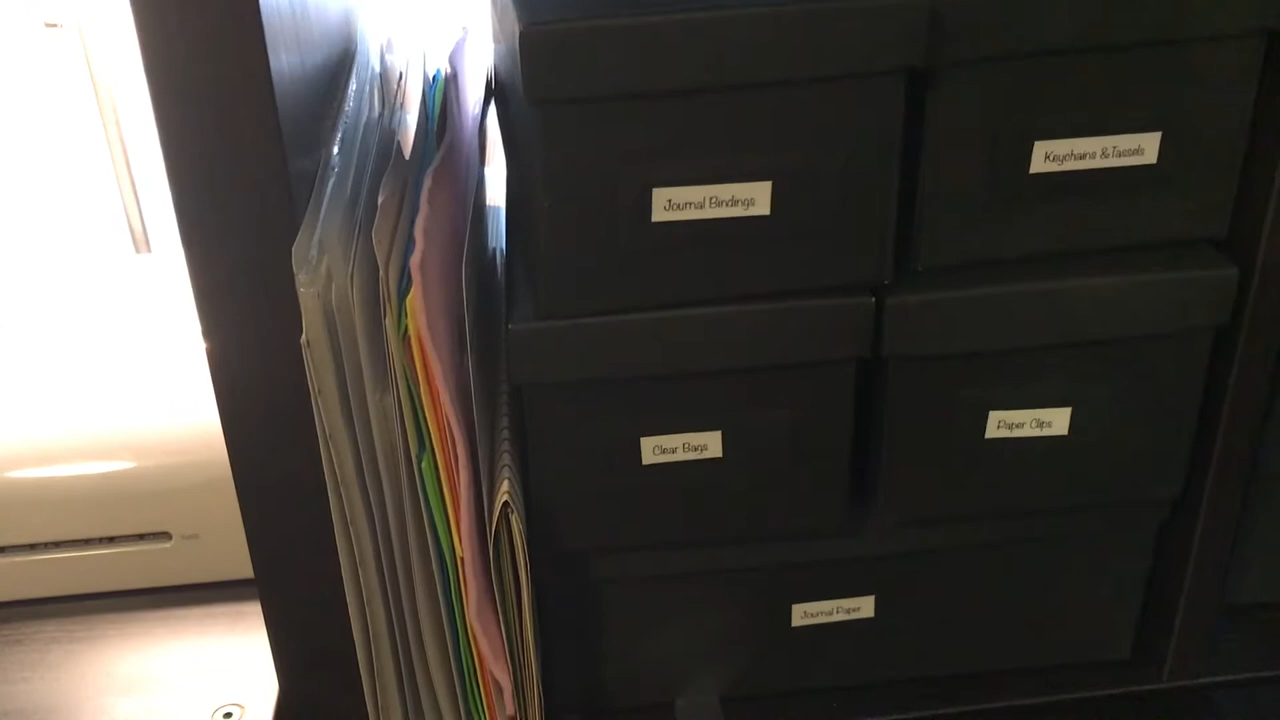 Journal Bindings
Keychains & Tassels
Clear Bags
Paper Clips
Journal Paper